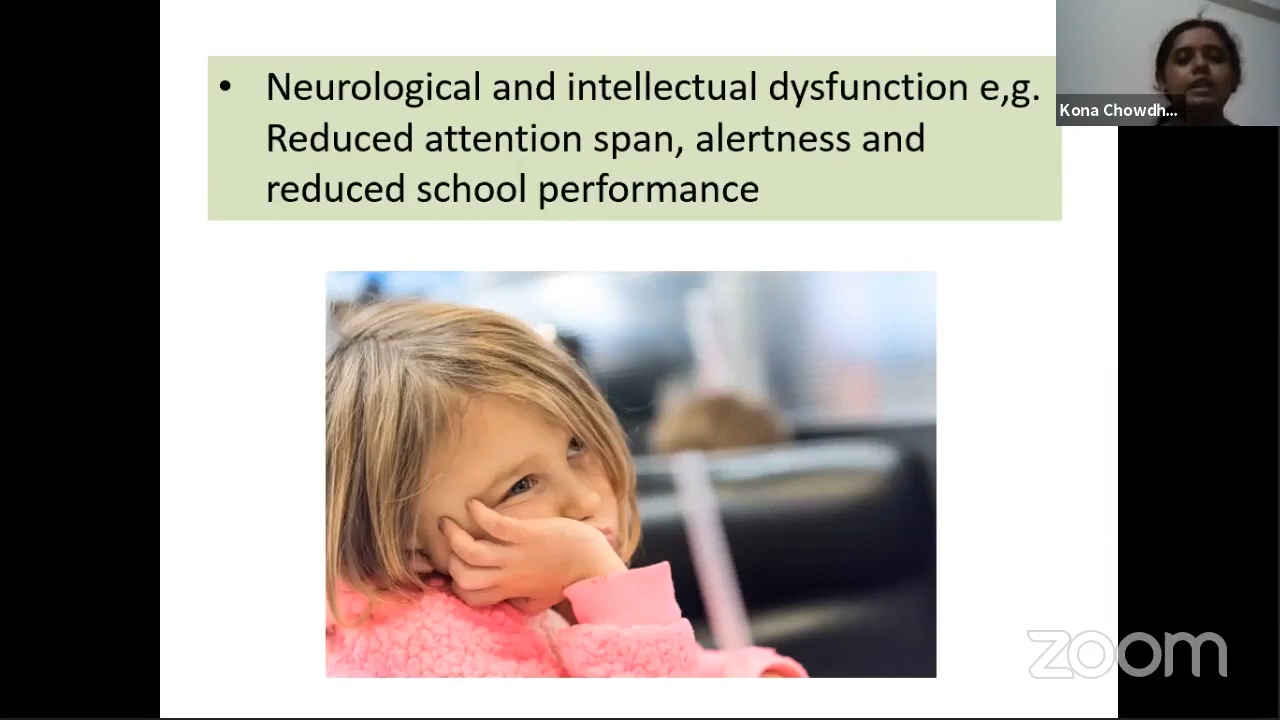 • Neurological and intellectual dysfunction e,g.
Reduced attention span, alertness and
reduced school performance
Kona Chowdh...
zoom